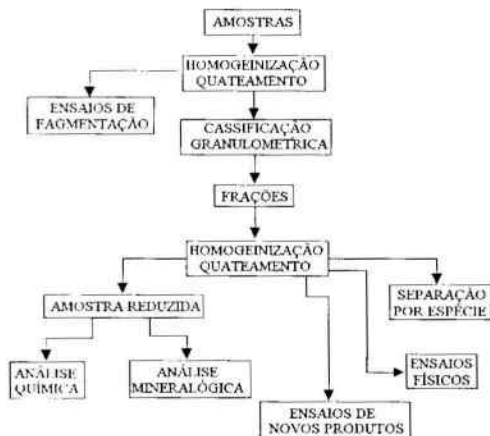 AMOSTRAS
HOMOGEINIZAÇÃO
QUATEAMENTO
ENSAIOS DE
FAGMENTAÇÃO
CASSIFICAÇÃO
GRANULOMETRICA
FRAÇÕES
HOMOGEINIZAÇÃO
QUATEAMENTO
SEPARAÇÃO
POR ESPÉCIE
AMOSTRA REDUZIDA
ANÁLISE
QUÍMICA
ANÁLISE
MINERALÓGICA
ENSAIOS
FÍSICOS
ENSAIOS DE
NOVOS PRODUTOS